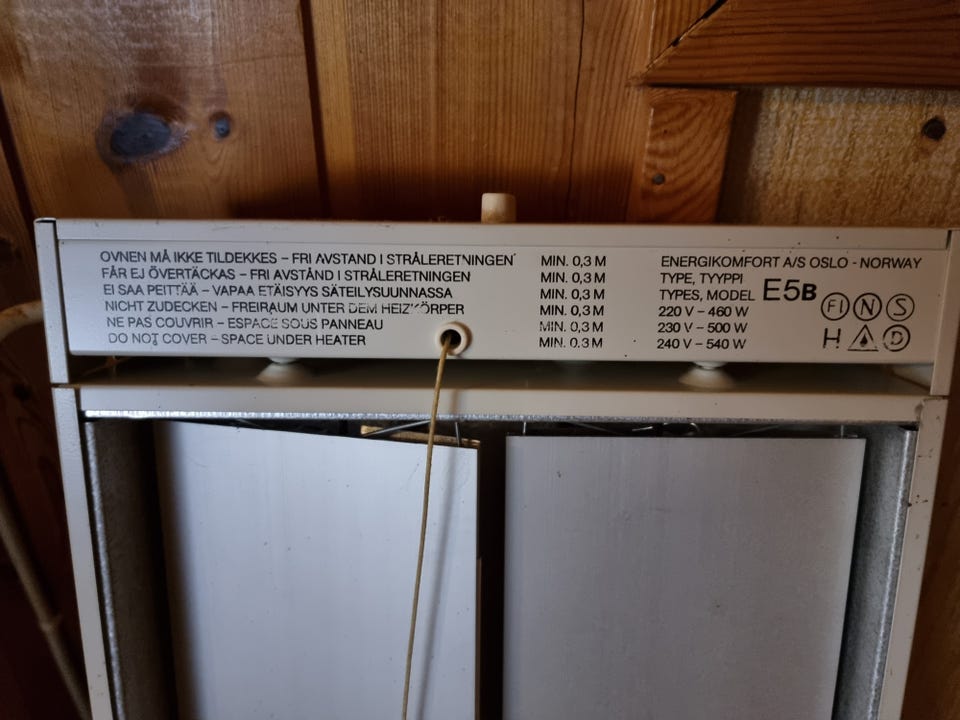 OVNEN MÅ IKKE TILDEKKES – FRI AVSTAND I STRÅLERETNINGEN MIN. 0,3 M
FÅR EJ ÖVERTÄCKAS – FRI AVSTÅND I STRÅLERETNINGEN MIN. 0,3 M
EI SAA PEITTÄÄ – VAPAA ETÄISYYS SÄTEILYSUUNNASSA MIN. 0,3 M
NICHT ZUDECKEN – FREIRAUM UNTER DEM HEIZKÖRPER MIN. 0,3 M
NE PAS COUVRIR – ESPACE SOUS PANNEAU MIN. 0,3 M
DO NOT COVER – SPACE UNDER HEATER MIN. 0.3 M
ENERGIKOMFORT A/S OSLO - NORWAY
TYPE, TYYPPI
TYPES, MODEL E5B
220 V – 460 W
230 V – 500 W
240 V – 540 W
FI N S
H D